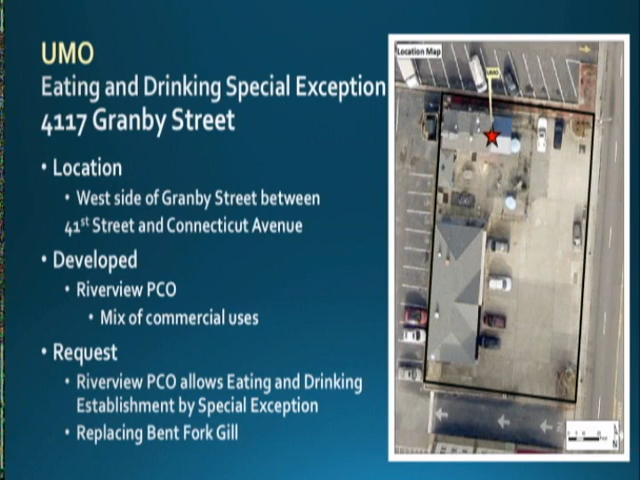 UMO
Eating and Drinking Special Exception
4117 Granby Street
• Location
• West side of Granby Street between
41st Street and Connecticut Avenue
• Developed
• Riverview PCO
• Mix of commercial uses
• Request
• Riverview PCO allows Eating and Drinking
Establishment by Special Exception
• Replacing Bent Fork Gill
Location Map
UMO